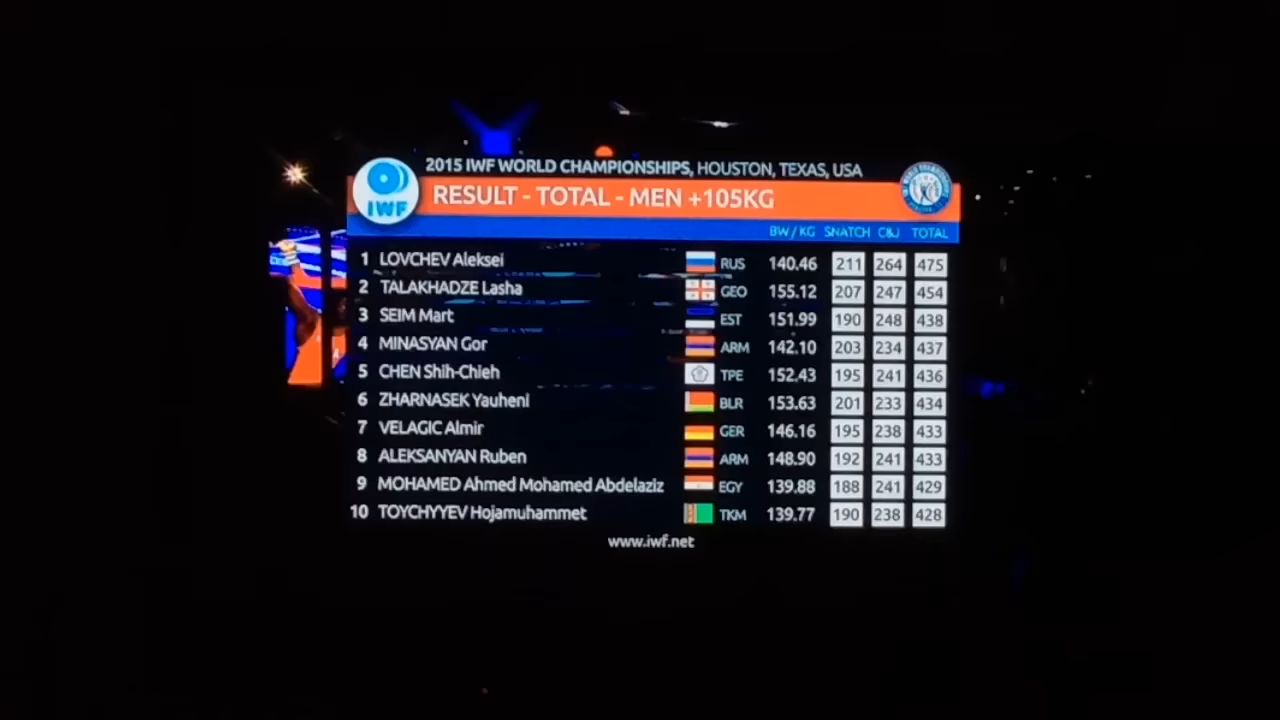 2015 IWF WORLD CHAMPIONSHIPS, HOUSTON, TEXAS, USA
IWF
RESULT - TOTAL - MEN +105KG
BW / KG SNATCH C&J TOTAL
1 LOVCHEV Aleksei RUS 140.46 211 264 475
2 TALAKHADZE Lasha GEO 155.12 207 247 454
3 SEIM Mart EST 151.99 190 248 438
4 MINASYAN Gor ARM 142.10 203 234 437
5 CHEN Shih-Chieh TPE 152.43 195 241 436
6 ZHARNASEK Yauheni BLR 153.63 201 233 434
7 VELAGIC Almir GER 146.16 195 238 433
8 ALEKSANYAN Ruben ARM 148.90 192 241 433
9 MOHAMED Ahmed Mohamed Abdelaziz EGY 139.88 188 241 429
10 TOYCHYYEV Hojamuhammet TKM 139.77 190 238 428
www.iwf.net